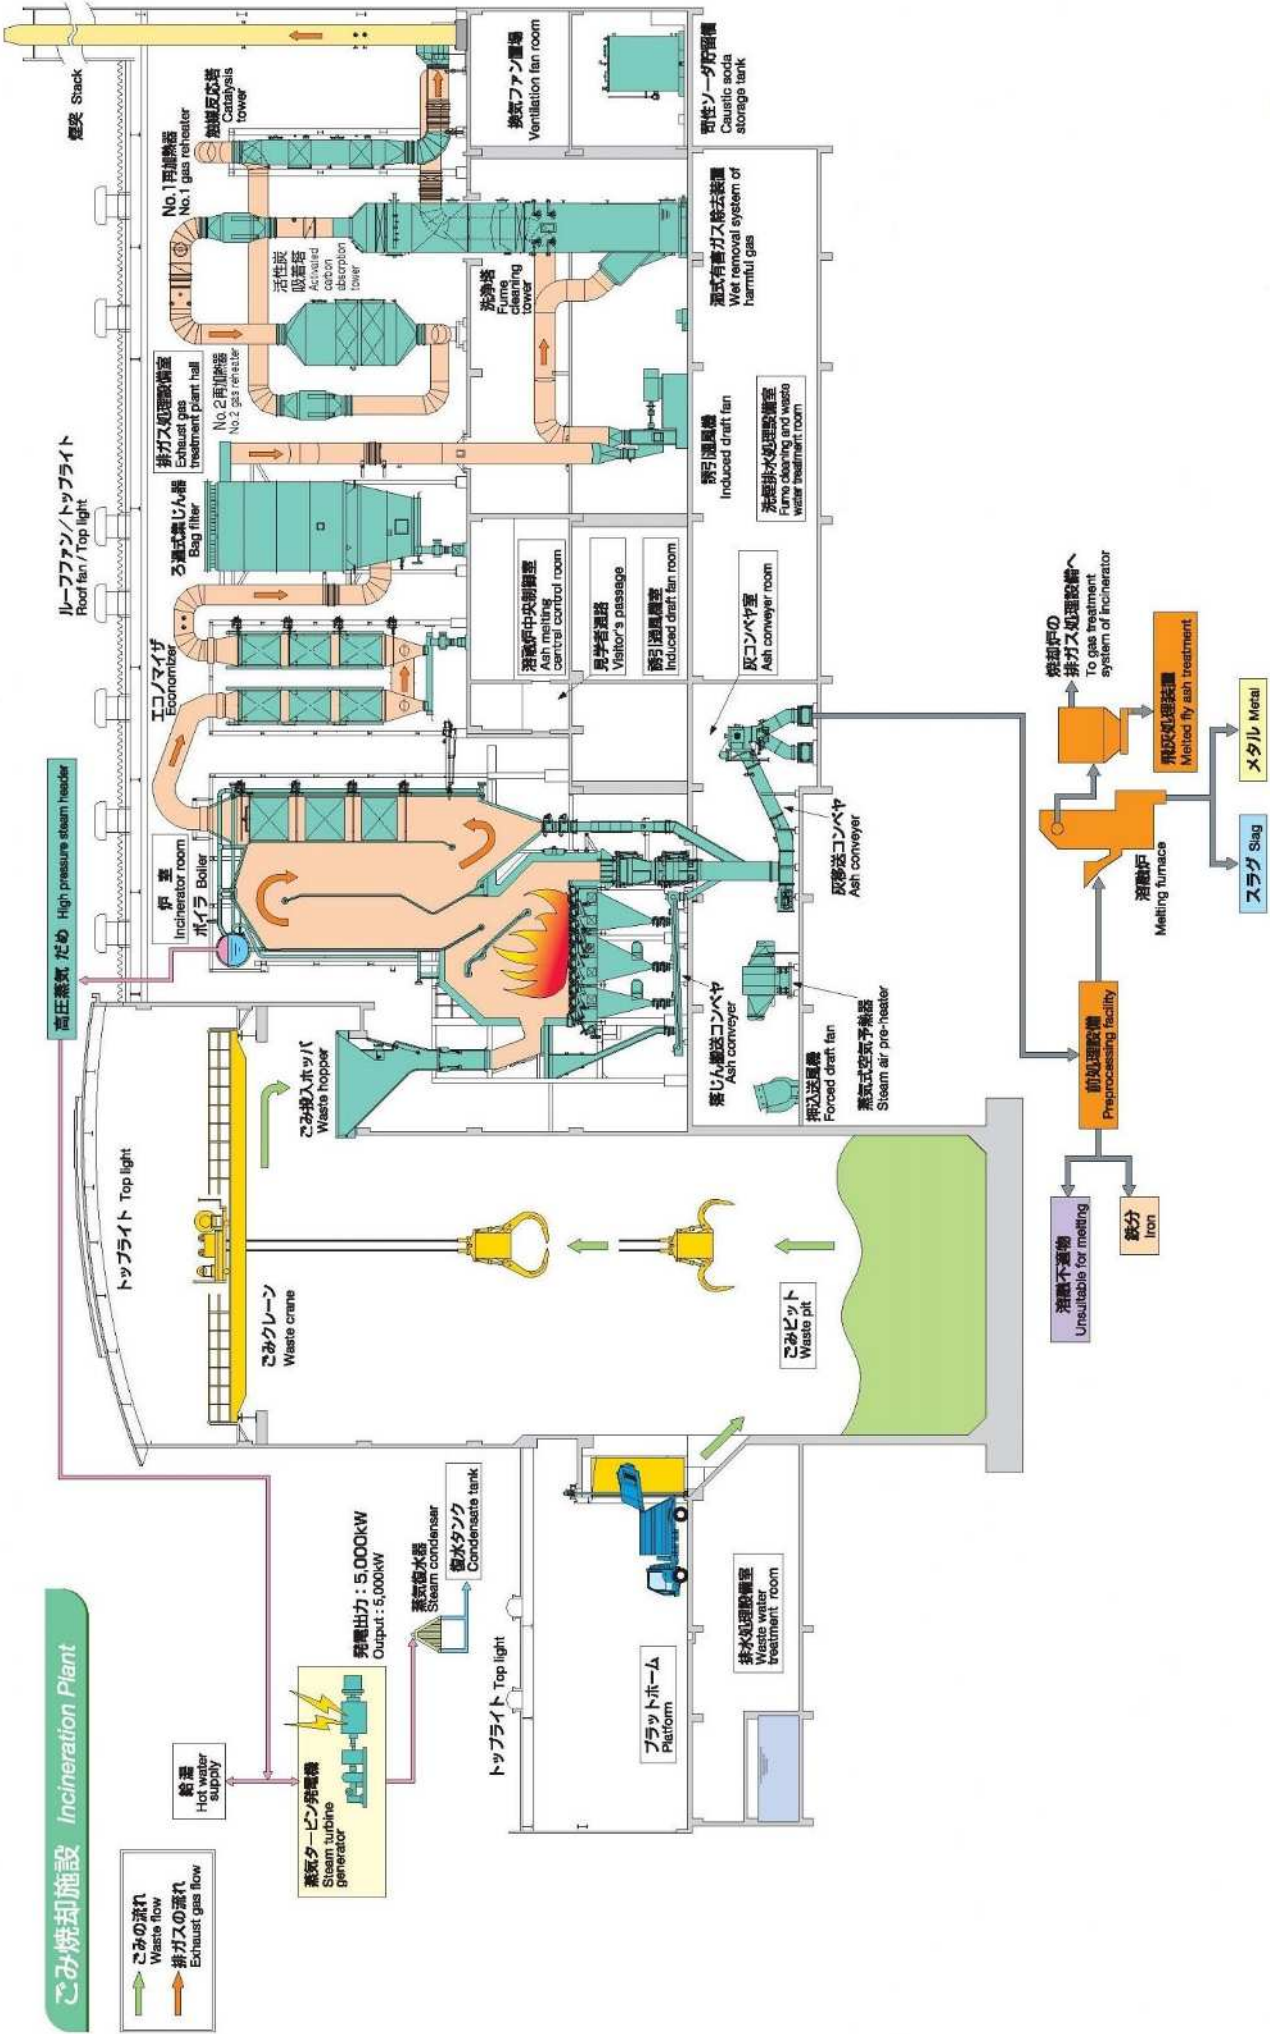 ごみ焼却施設 Incineration Plant
ごみの流れ
Waste flow
排ガスの流れ
Exhaust gas flow
給湯
Hot water
supply
蒸気タービン発電機
Steam turbine
generator
発電出力：5,000kW
Output : 5,000kW
蒸気復水器
Steam condenser
復水タンク
Condensate tank
トップライト Top light
プラットホーム
Platform
排水処理設備室
Waste water
treatment room
高圧蒸気だめ High pressure steam header
トップライト Top light
ごみクレーン
Waste crane
ごみピット
Waste pit
ごみ投入ホッパ
Waste hopper
炉室
Incinerator room
ボイラ Boiler
落じん搬送コンベヤ
Ash conveyer
押込送風機
Forced draft fan
蒸気式空気予熱器
Steam air pre-heater
灰移送コンベヤ
Ash conveyer
灰コンベヤ室
Ash conveyer room
ルーフファン/トップライト
Roof fan / Top light
エコノマイザ
Economizer
ろ過式集じん器
Bag filter
溶融炉中央制御室
Ash melting
central control room
見学者通路
Visitor's passage
誘引通風機室
Induced draft fan room
排ガス処理設備室
Exhaust gas
treatment plant hall
No.2再加熱器
No.2 gas reheater
活性炭
吸着塔
Activated
carbon
absorption
tower
No.1再加熱器
No.1 gas reheater
触媒反応塔
Catalysis
tower
煙突 Stack
洗浄塔
Fume
cleaning
tower
誘引通風機
Induced draft fan
洗煙排水処理設備室
Fume cleaning and waste
water treatment room
湿式有害ガス除去装置
Wet removal system of
harmful gas
換気ファン置場
Ventilation fan room
苛性ソーダ貯留槽
Caustic soda
storage tank
溶融不適物
Unsuitable for melting
鉄分
Iron
前処理設備
Preprocessing facility
溶融炉
Melting furnace
焼却炉の
排ガス処理設備へ
To gas treatment
system of incinerator
飛灰処理装置
Melted fly ash treatment
スラグ Slag
メタル Metal